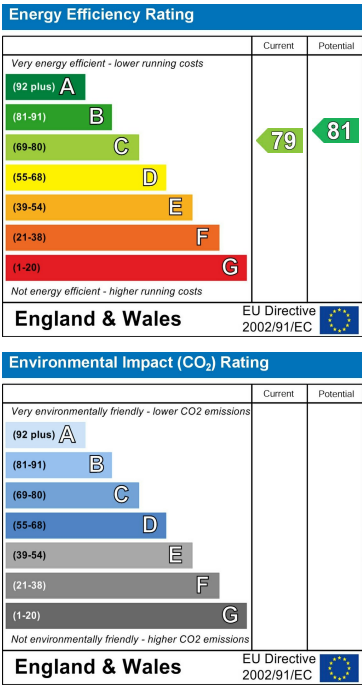 Energy Efficiency Rating
Current Potential
Very energy efficient - lower running costs
(92 plus) A
(81-91) B
(69-80) C
79
81
(55-68) D
(39-54) E
(21-38) F
(1-20) G
Not energy efficient - higher running costs
England & Wales
EU Directive
2002/91/EC
Environmental Impact (CO₂) Rating
Current Potential
Very environmentally friendly - lower CO2 emissions
(92 plus) A
(81-91) B
(69-80) C
(55-68) D
(39-54) E
(21-38) F
(1-20) G
Not environmentally friendly - higher CO2 emissions
England & Wales
EU Directive
2002/91/EC